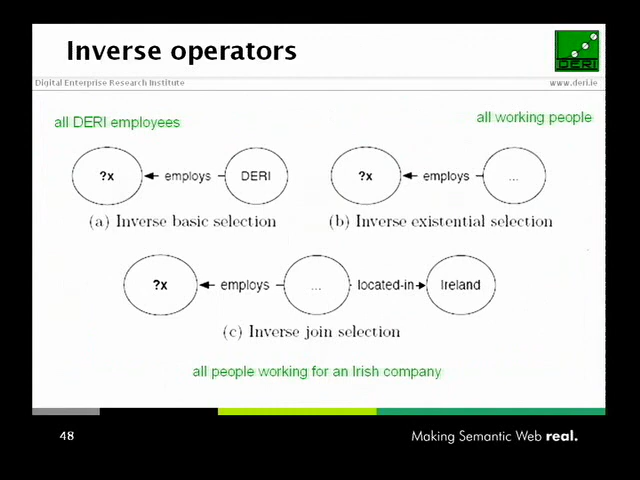 Inverse operators
DERI
Digital Enterprise Research Institute
www.deri.ie
all DERI employees
all working people
?x employs DERI
?x employs ...
(a) Inverse basic selection
(b) Inverse existential selection
?x employs ... located-in Ireland
(c) Inverse join selection
all people working for an Irish company
48
Making Semantic Web real.